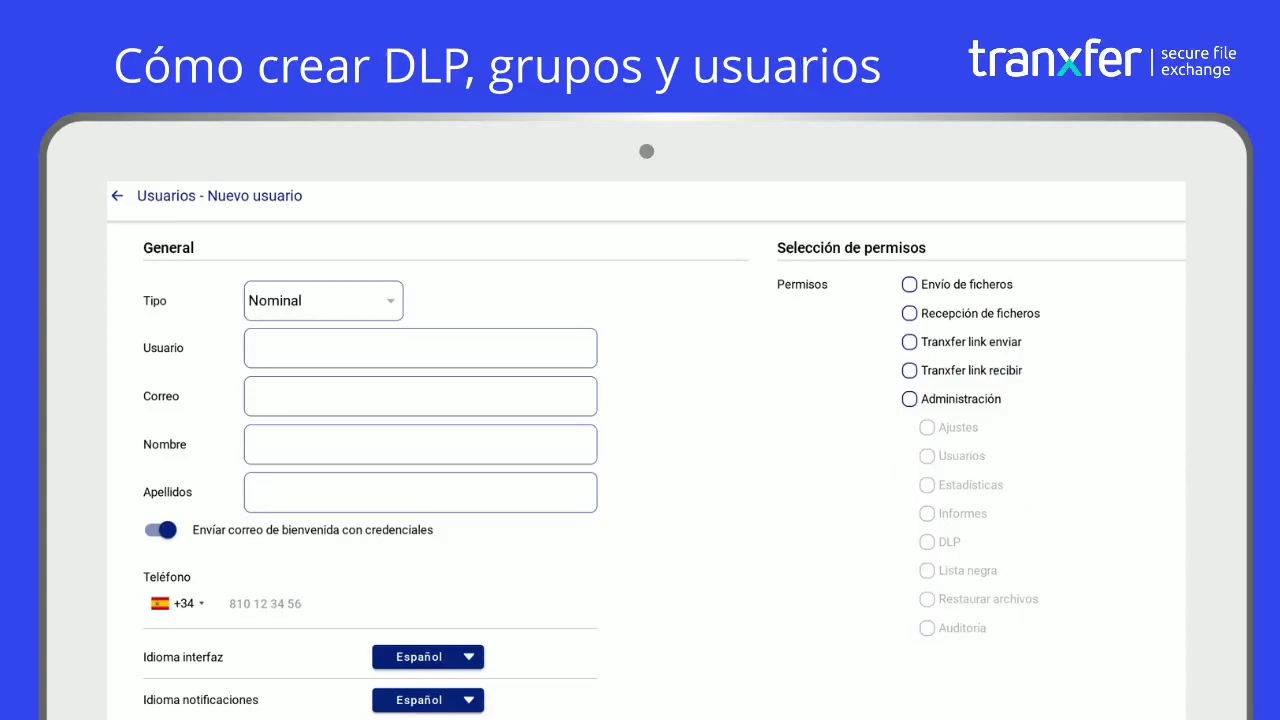 Cómo crear DLP, grupos y usuarios
tranxfer | secure file
exchange
Usuarios - Nuevo usuario
General
Tipo
Nominal
Usuario
Correo
Nombre
Apellidos
Envíar correo de bienvenida con credenciales
Teléfono
+34
810 12 34 56
Idioma interfaz
Español
Idioma notificaciones
Español
Selección de permisos
Permisos
Envío de ficheros
Recepción de ficheros
Tranxfer link enviar
Tranxfer link recibir
Administración
Ajustes
Usuarios
Estadísticas
Informes
DLP
Lista negra
Restaurar archivos
Auditoría